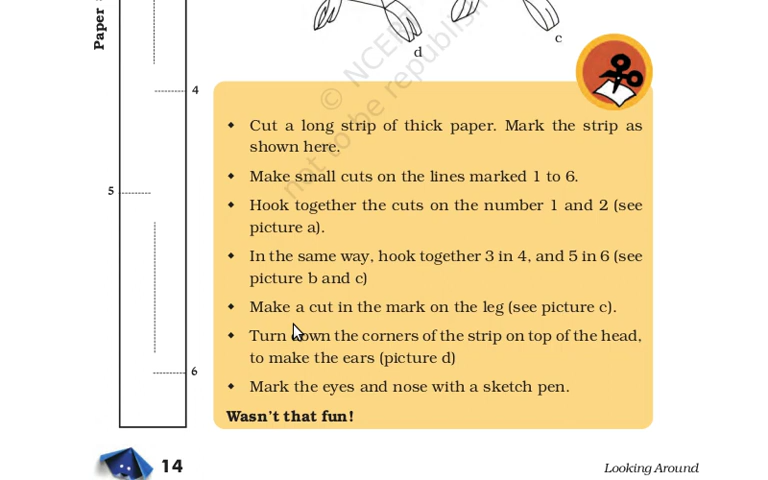 Paper
d
c
4
© NCERT
not to be republish
Cut a long strip of thick paper. Mark the strip as
shown here.
Make small cuts on the lines marked 1 to 6.
5
Hook together the cuts on the number 1 and 2 (see
picture a).
In the same way, hook together 3 in 4, and 5 in 6 (see
picture b and c)
Make a cut in the mark on the leg (see picture c).
Turn down the corners of the strip on top of the head,
to make the ears (picture d)
6
Mark the eyes and nose with a sketch pen.
Wasn't that fun!
14
Looking Around